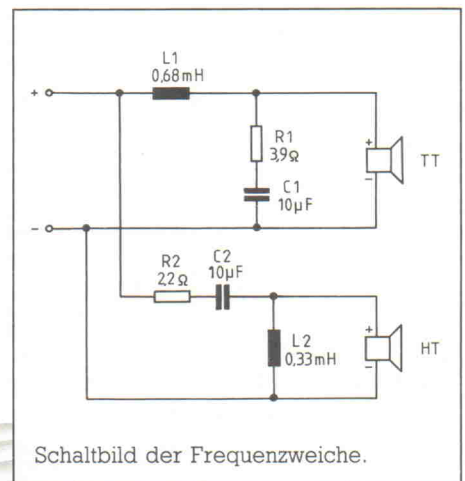 L1
0,68mH
+
R1
3,9Ω
+
TT
−
C1
10µF
−
R2
2,2Ω
C2
10µF
L2
0,33mH
+
HT
−
Schaltbild der Frequenzweiche.